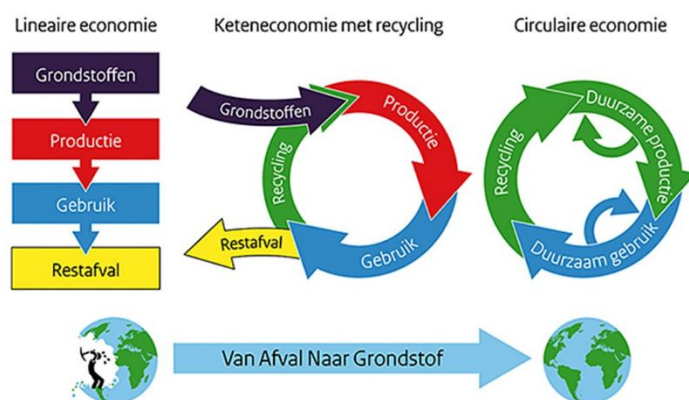 Lineaire economie
Grondstoffen
Productie
Gebruik
Restafval
Keteneconomie met recycling
Grondstoffen
Productie
Gebruik
Restafval
Recycling
Circulaire economie
Duurzame productie
Duurzaam gebruik
Recycling
Van Afval Naar Grondstof